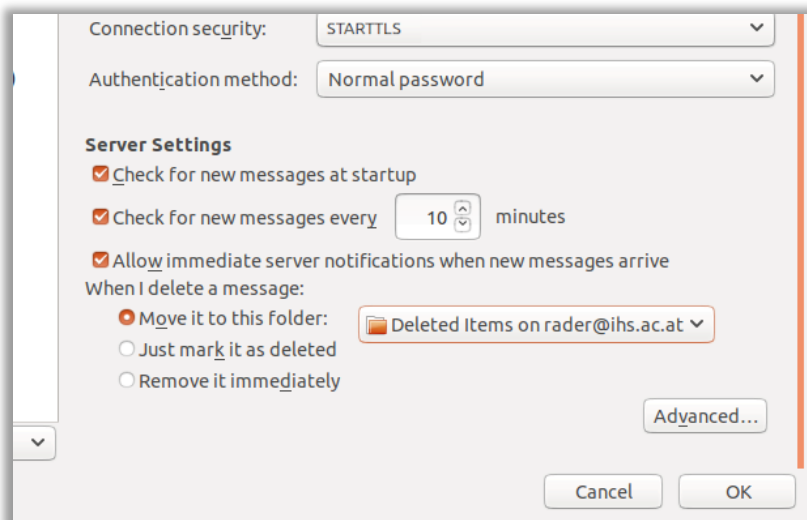 Connection security: STARTTLS
Authentication method: Normal password
Server Settings
Check for new messages at startup
Check for new messages every 10 minutes
Allow immediate server notifications when new messages arrive
When I delete a message:
Move it to this folder: Deleted Items on rader@ihs.ac.at
Just mark it as deleted
Remove it immediately
Advanced...
Cancel OK